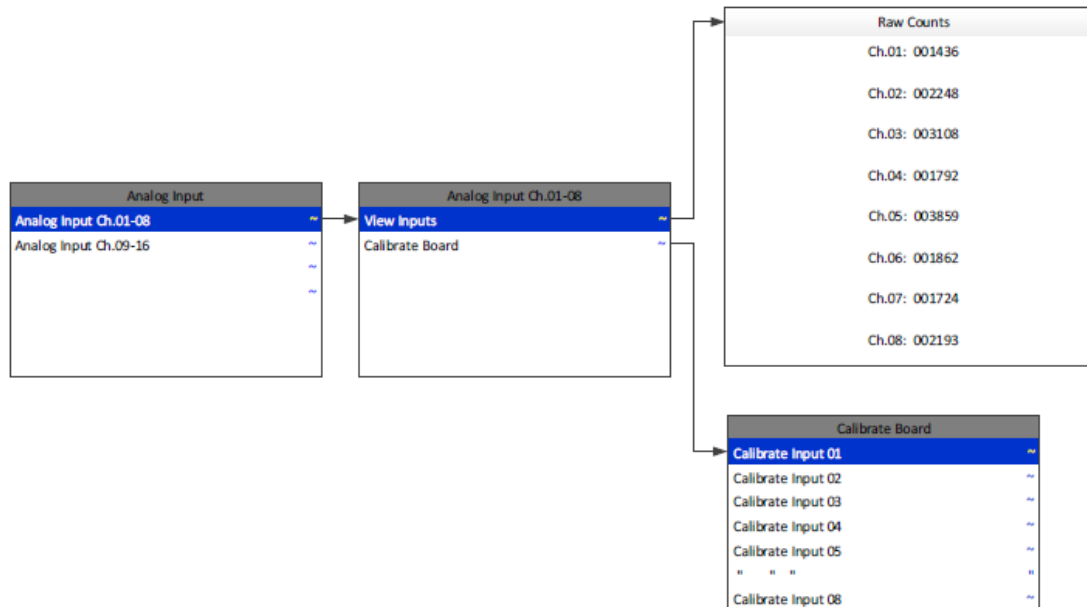 Raw Counts
Ch.01: 001436
Ch.02: 002248
Ch.03: 003108
Ch.04: 001792
Ch.05: 003859
Ch.06: 001862
Ch.07: 001724
Ch.08: 002193
Analog Input
Analog Input Ch.01-08 ~
Analog Input Ch.09-16 ~
~
~
Analog Input Ch.01-08
View Inputs ~
Calibrate Board ~
Calibrate Board
Calibrate Input 01 ~
Calibrate Input 02 ~
Calibrate Input 03 ~
Calibrate Input 04 ~
Calibrate Input 05 ~
" " " "
Calibrate Input 08 ~